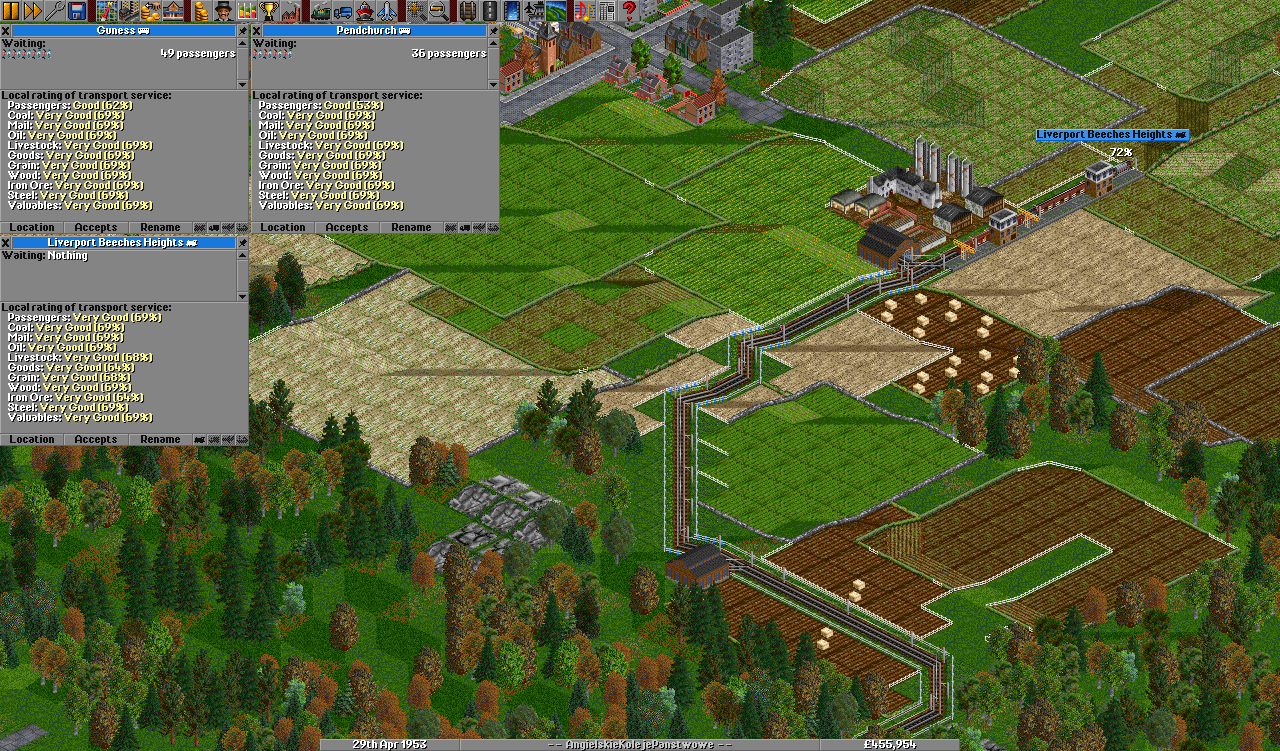 Guness
Waiting:
49 passengers
Local rating of transport service:
Passengers: Good (62%)
Coal: Very Good (69%)
Mail: Very Good (69%)
Oil: Very Good (69%)
Livestock: Very Good (69%)
Goods: Very Good (69%)
Grain: Very Good (69%)
Wood: Very Good (69%)
Iron Ore: Very Good (69%)
Steel: Very Good (69%)
Valuables: Very Good (69%)
Location Accepts Rename
Pendchurch
Waiting:
36 passengers
Local rating of transport service:
Passengers: Good (53%)
Coal: Very Good (69%)
Mail: Very Good (69%)
Oil: Very Good (69%)
Livestock: Very Good (69%)
Goods: Very Good (69%)
Grain: Very Good (69%)
Wood: Very Good (69%)
Iron Ore: Very Good (69%)
Steel: Very Good (69%)
Valuables: Very Good (69%)
Location Accepts Rename
Liverport Beeches Heights
72%
Liverport Beeches Heights
Waiting: Nothing
Local rating of transport service:
Passengers: Very Good (69%)
Coal: Very Good (69%)
Mail: Very Good (69%)
Oil: Very Good (69%)
Livestock: Very Good (68%)
Goods: Very Good (64%)
Grain: Very Good (68%)
Wood: Very Good (69%)
Iron Ore: Very Good (64%)
Steel: Very Good (69%)
Valuables: Very Good (69%)
Location Accepts Rename
29th Apr 1953
-- AngielskieKolejePanstwowe --
£455,954